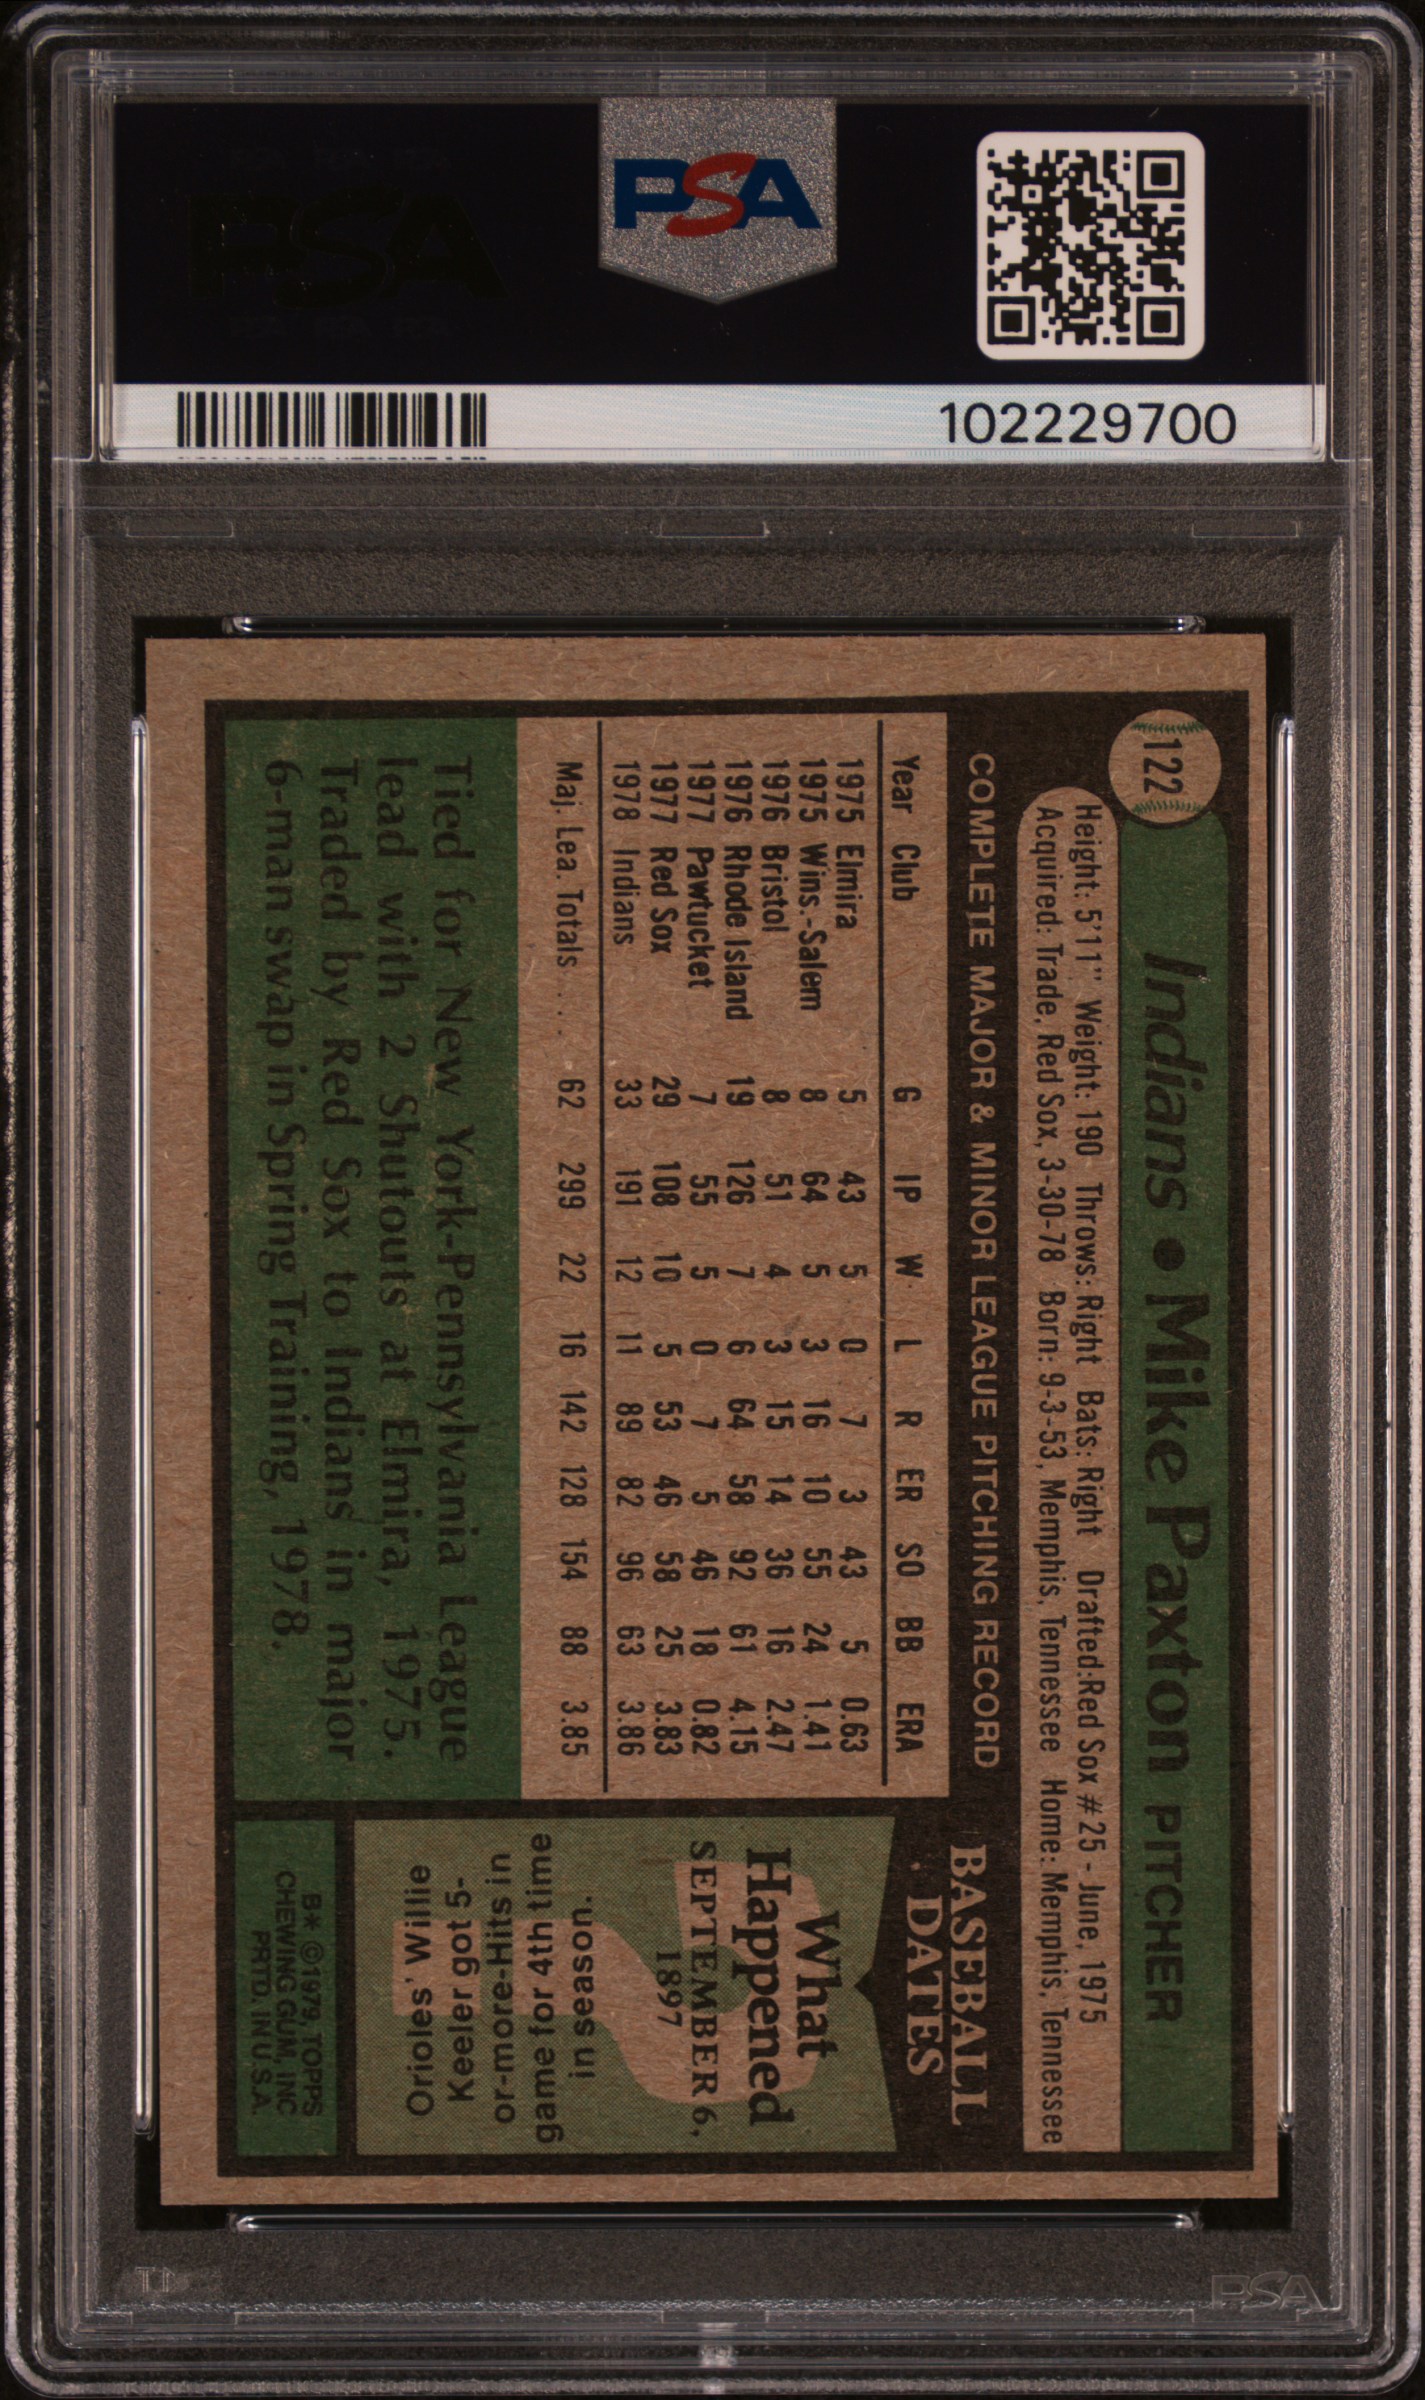 PSA
PSA
102229700
122
Indians • Mike Paxton PITCHER
Height: 5'11" Weight: 190 Throws: Right Bats: Right Drafted:Red Sox #25 - June, 1975
Acquired: Trade, Red Sox, 3-30-78 Born: 9-3-53, Memphis, Tennessee Home: Memphis, Tennessee
COMPLETE MAJOR & MINOR LEAGUE PITCHING RECORD
Year Club G IP W L R ER SO BB ERA
1975 Elmira 5 43 5 0 7 3 43 5 0.63
1975 Wins.-Salem 8 64 5 3 16 10 55 24 1.41
1976 Bristol 8 51 4 3 15 14 36 16 2.47
1976 Rhode Island 19 126 7 6 64 58 92 61 4.15
1977 Pawtucket 7 55 5 0 7 5 46 18 0.82
1977 Red Sox 29 108 10 5 53 46 58 25 3.83
1978 Indians 33 191 12 11 89 82 96 63 3.86
Maj. Lea. Totals . . . . 62 299 22 16 142 128 154 88 3.85
Tied for New York-Pennsylvania League
lead with 2 Shutouts at Elmira, 1975.
Traded by Red Sox to Indians in major
6-man swap in Spring Training, 1978.
BASEBALL
DATES
What
Happened
SEPTEMBER 6,
1897
?
in season.
game for 4th time
or-more-Hits in
Keeler got 5-
Orioles' Willie
B* ©1979, TOPPS
CHEWING GUM, INC
PRTD. IN U.S.A.
PSA